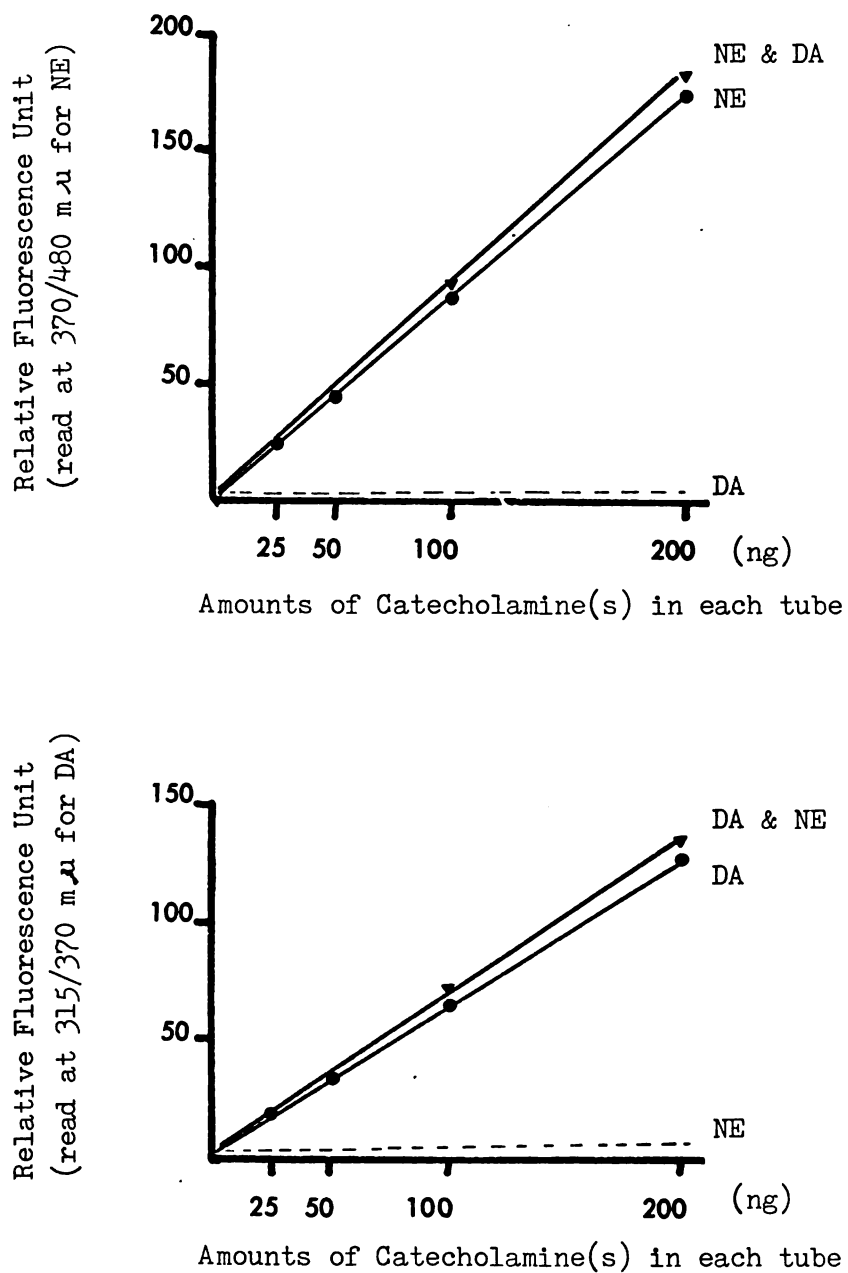 Relative Fluorescence Unit
(read at 370/480 mμ for NE)
200
150
100
50
NE & DA
NE
DA
25 50 100 200 (ng)
Amounts of Catecholamine(s) in each tube
Relative Fluorescence Unit
(read at 315/370 mμ for DA)
150
100
50
DA & NE
DA
NE
25 50 100 200 (ng)
Amounts of Catecholamine(s) in each tube